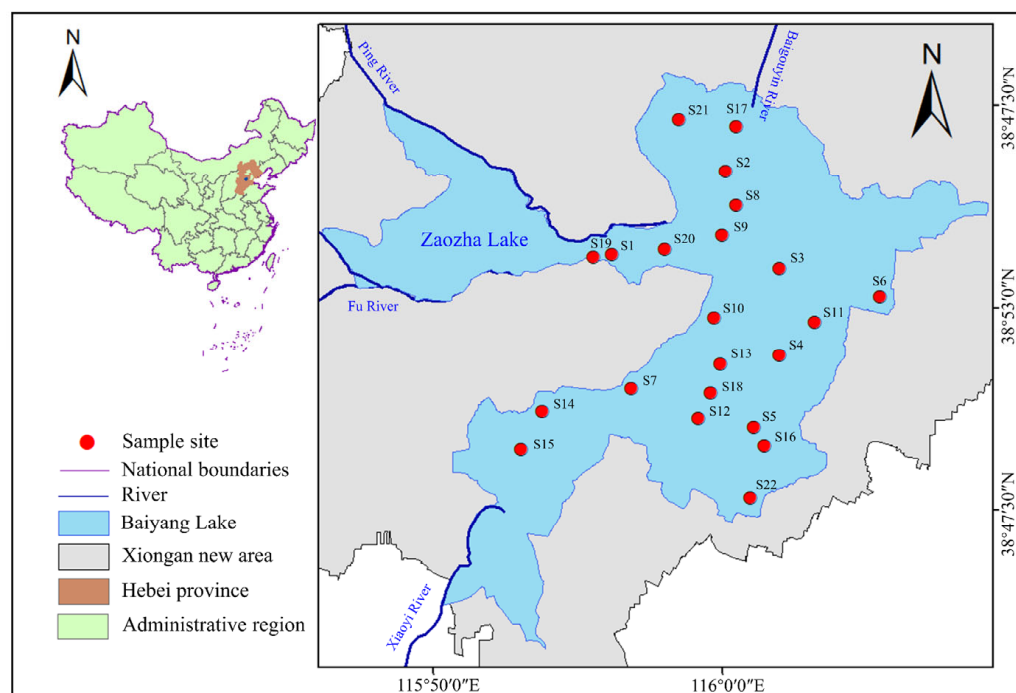 N
Ping River
Baigouyin River
N
38°47'30"N
S21
S17
S2
S8
S9
Zaozha Lake
S19
S1
S20
S3
S6
Fu River
S10
S11
38°53'0"N
S13
S4
S7
S18
S14
S12
S5
S15
S16
S22
38°47'30"N
Sample site
National boundaries
River
Baiyang Lake
Xiongan new area
Hebei province
Administrative region
Xiaoyi River
115°50'0"E
116°0'0"E